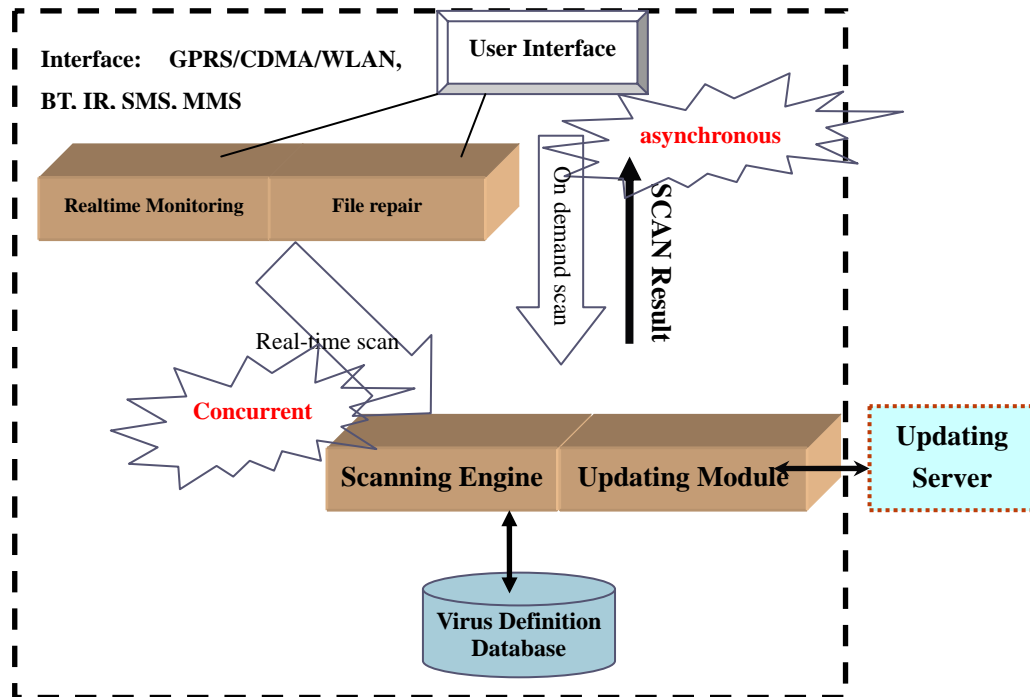 User Interface
Interface: GPRS/CDMA/WLAN,
BT, IR, SMS, MMS
asynchronous
Realtime Monitoring
File repair
On demand scan
SCAN Result
Real-time scan
Concurrent
Scanning Engine
Updating Module
Updating
Server
Virus Definition
Database